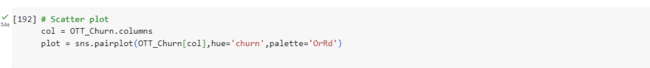 [192] # Scatter plot
col = OTT_Churn.columns
plot = sns.pairplot(OTT_Churn[col],hue='churn',palette='OrRd')